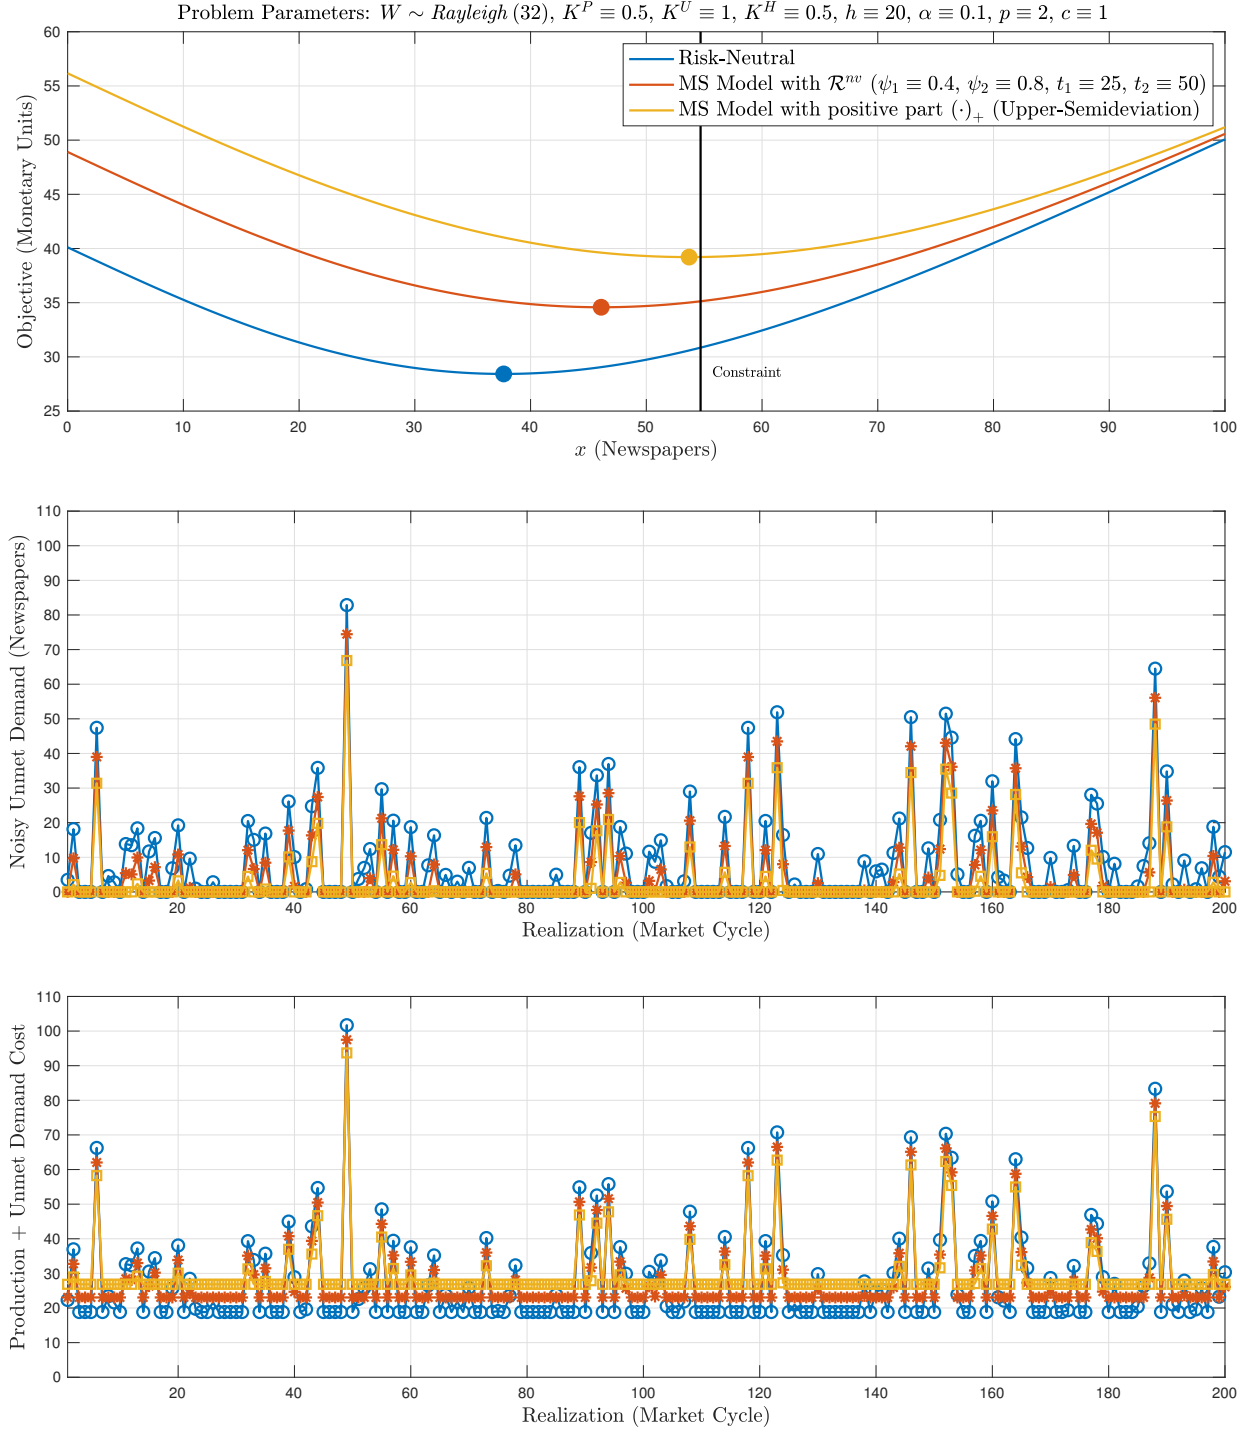 Problem Parameters: W ∼ Rayleigh (32), K^P ≡ 0.5, K^U ≡ 1, K^H ≡ 0.5, h ≡ 20, α ≡ 0.1, p ≡ 2, c ≡ 1
Risk-Neutral
MS Model with R^nv (ψ_1 ≡ 0.4, ψ_2 ≡ 0.8, t_1 ≡ 25, t_2 ≡ 50)
MS Model with positive part (·)_+ (Upper-Semideviation)
Objective (Monetary Units)
60
55
50
45
40
35
30
25
Constraint
0 10 20 30 40 50 60 70 80 90 100
x (Newspapers)
Noisy Unmet Demand (Newspapers)
110
100
90
80
70
60
50
40
30
20
10
0
20 40 60 80 100 120 140 160 180 200
Realization (Market Cycle)
Production + Unmet Demand Cost
110
100
90
80
70
60
50
40
30
20
10
0
20 40 60 80 100 120 140 160 180 200
Realization (Market Cycle)